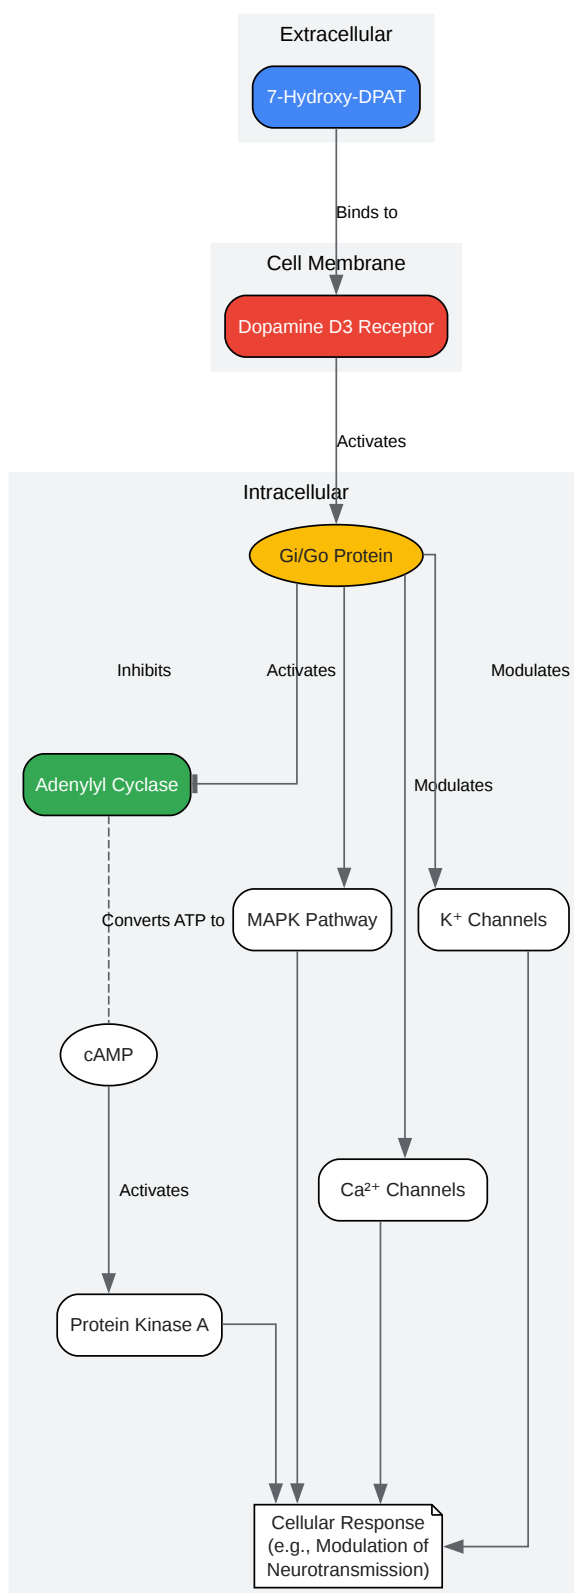 Extracellular
7-Hydroxy-DPAT
Binds to
Cell Membrane
Dopamine D3 Receptor
Activates
Intracellular
Gi/Go Protein
Inhibits
Activates
Modulates
Adenylyl Cyclase
Modulates
Converts ATP to
MAPK Pathway
K⁺ Channels
cAMP
Activates
Ca²⁺ Channels
Protein Kinase A
Cellular Response
(e.g., Modulation of
Neurotransmission)